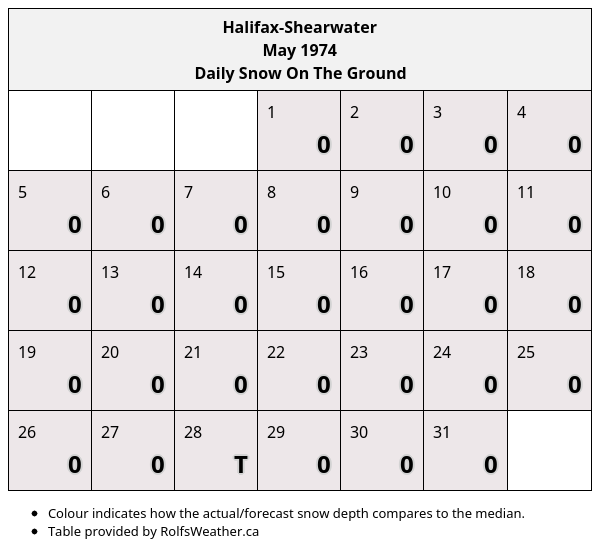 Halifax-Shearwater
May 1974
Daily Snow On The Ground
1 2 3 4
0 0 0 0
5 6 7 8 9 10 11
0 0 0 0 0 0 0
12 13 14 15 16 17 18
0 0 0 0 0 0 0
19 20 21 22 23 24 25
0 0 0 0 0 0 0
26 27 28 29 30 31
0 0 T 0 0 0
• Colour indicates how the actual/forecast snow depth compares to the median.
• Table provided by RolfsWeather.ca